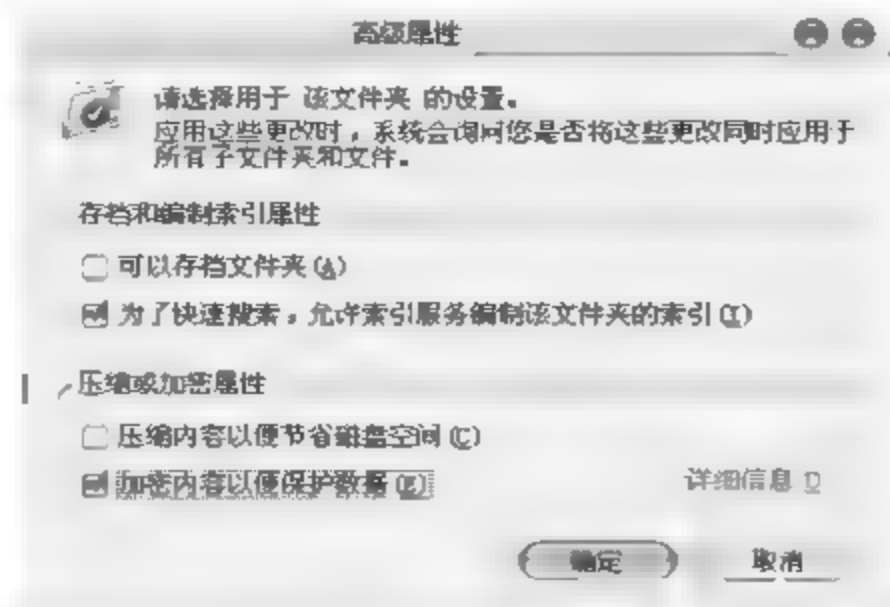 高级属性
请选择用于 该文件夹 的设置。
应用这些更改时，系统会询问您是否将这些更改同时应用于
所有子文件夹和文件。
存档和编制索引属性
可以存档文件夹(A)
为了快速搜索，允许索引服务编制该文件夹的索引(I)
压缩或加密属性
压缩内容以便节省磁盘空间(C)
加密内容以便保护数据(E)
详细信息 D
确定
取消